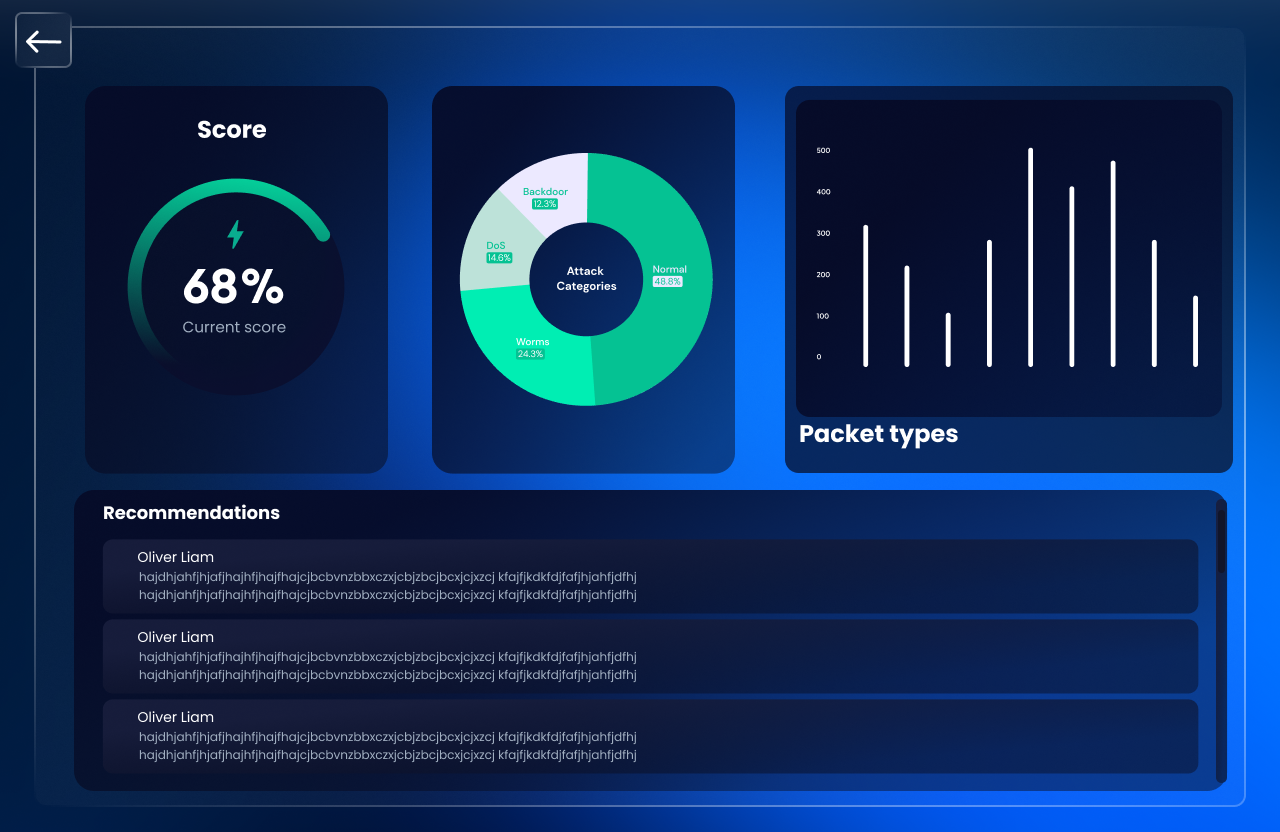 Score
68%
Current score
Backdoor
12.3%
DoS
14.6%
Attack
Categories
Normal
48.8%
Worms
24.3%
500
400
300
200
100
0
Packet types
Recommendations
Oliver Liam
hajdhjahfjhjafjhajhfjhajfhajcjbcbvnzbbxczxjcbjzbcjbcxjcjxzcj kfajfjkdkfdjfafjhjahfjdfhj
hajdhjahfjhjafjhajhfjhajfhajcjbcbvnzbbxczxjcbjzbcjbcxjcjxzcj kfajfjkdkfdjfafjhjahfjdfhj
Oliver Liam
hajdhjahfjhjafjhajhfjhajfhajcjbcbvnzbbxczxjcbjzbcjbcxjcjxzcj kfajfjkdkfdjfafjhjahfjdfhj
hajdhjahfjhjafjhajhfjhajfhajcjbcbvnzbbxczxjcbjzbcjbcxjcjxzcj kfajfjkdkfdjfafjhjahfjdfhj
Oliver Liam
hajdhjahfjhjafjhajhfjhajfhajcjbcbvnzbbxczxjcbjzbcjbcxjcjxzcj kfajfjkdkfdjfafjhjahfjdfhj
hajdhjahfjhjafjhajhfjhajfhajcjbcbvnzbbxczxjcbjzbcjbcxjcjxzcj kfajfjkdkfdjfafjhjahfjdfhj